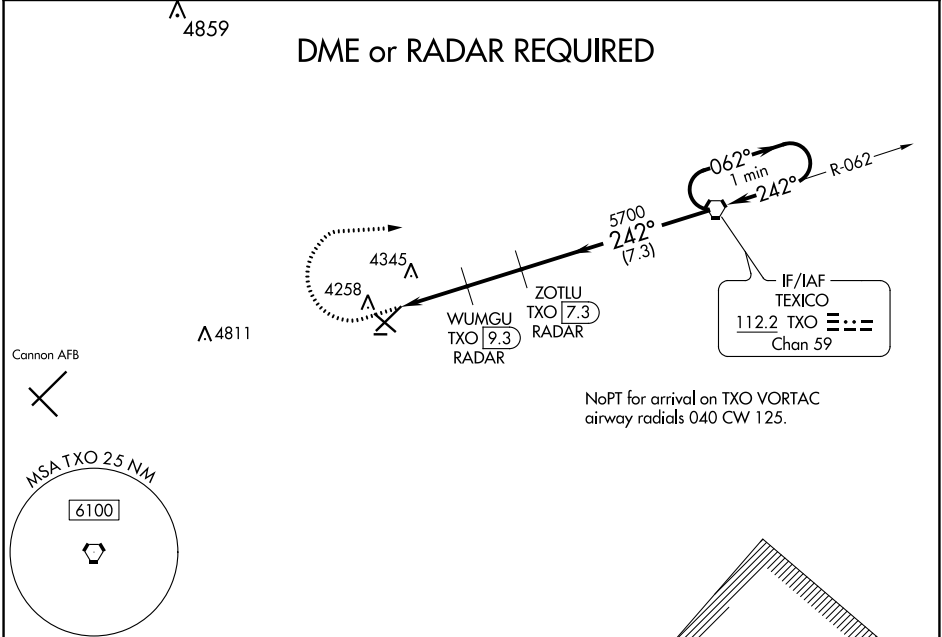 4859
DME or RADAR REQUIRED
062°
1 min
242°
R-062
5700
242°
(7.3)
4345
4258
ZOTLU
TXO 7.3
RADAR
WUMGU
TXO 9.3
RADAR
IF/IAF
TEXICO
112.2 TXO
Chan 59
4811
Cannon AFB
NoPT for arrival on TXO VORTAC
airway radials 040 CW 125.
MSA TXO 25 NM
6100